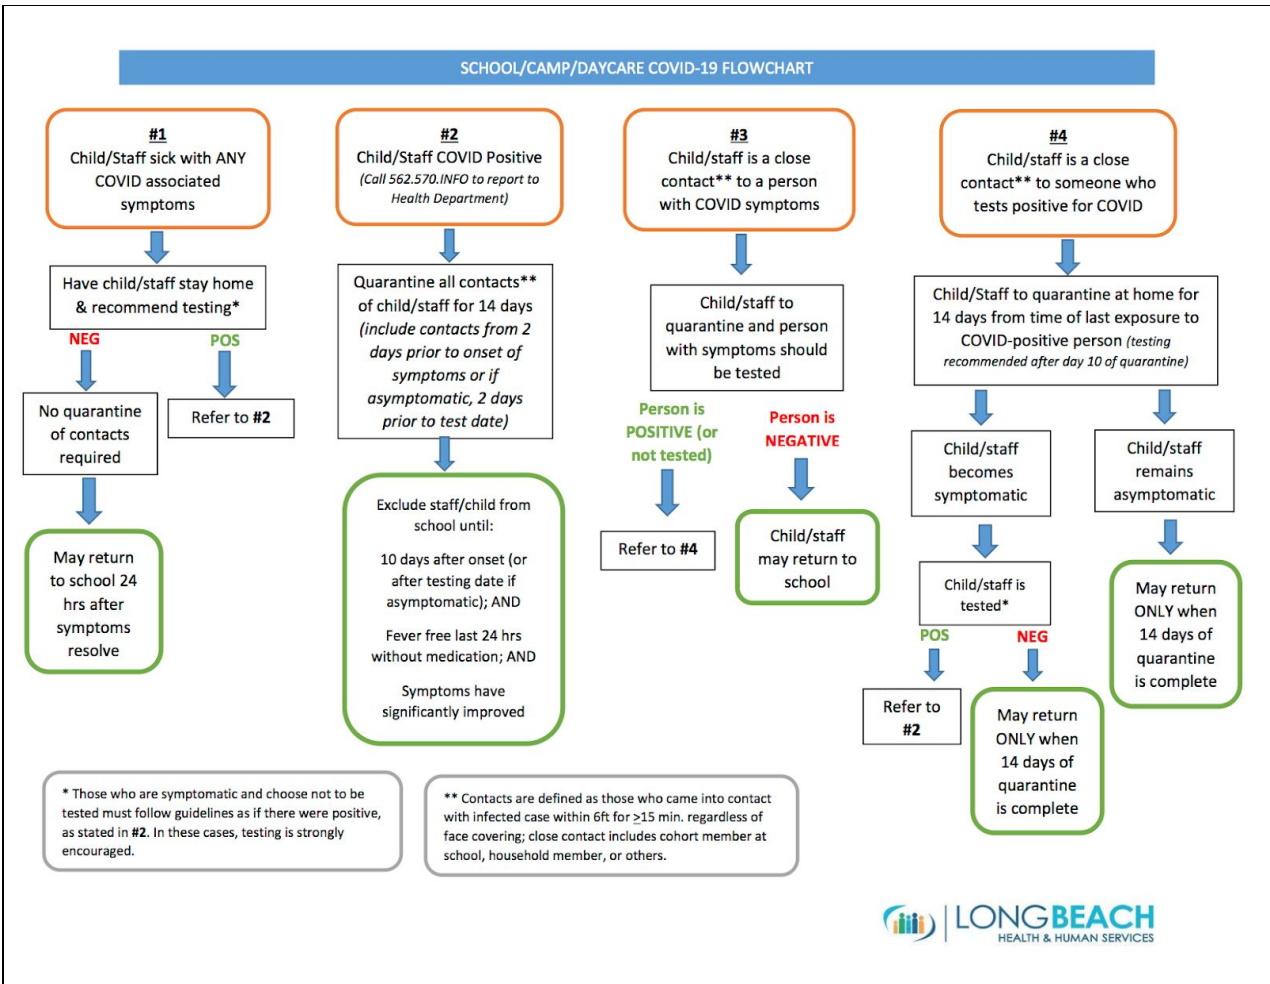 SCHOOL/CAMP/DAYCARE COVID-19 FLOWCHART
#1
Child/Staff sick with ANY
COVID associated
symptoms
Have child/staff stay home
& recommend testing*
NEG
POS
No quarantine
of contacts
required
Refer to #2
May return
to school 24
hrs after
symptoms
resolve
#2
Child/Staff COVID Positive
(Call 562.570.INFO to report to
Health Department)
Quarantine all contacts**
of child/staff for 14 days
(include contacts from 2
days prior to onset of
symptoms or if
asymptomatic, 2 days
prior to test date)
Exclude staff/child from
school until:
10 days after onset (or
after testing date if
asymptomatic); AND
Fever free last 24 hrs
without medication; AND
Symptoms have
significantly improved
#3
Child/staff is a close
contact** to a person
with COVID symptoms
Child/staff to
quarantine and person
with symptoms should
be tested
Person is
POSITIVE (or
not tested)
Person is
NEGATIVE
Refer to #4
Child/staff
may return to
school
#4
Child/staff is a close
contact** to someone who
tests positive for COVID
Child/Staff to quarantine at home for
14 days from time of last exposure to
COVID-positive person (testing
recommended after day 10 of quarantine)
Child/staff
becomes
symptomatic
Child/staff
remains
asymptomatic
Child/staff is
tested*
POS
NEG
Refer to
#2
May return
ONLY when
14 days of
quarantine
is complete
May return
ONLY when
14 days of
quarantine
is complete
* Those who are symptomatic and choose not to be
tested must follow guidelines as if there were positive,
as stated in #2. In these cases, testing is strongly
encouraged.
** Contacts are defined as those who came into contact
with infected case within 6ft for ≥15 min. regardless of
face covering; close contact includes cohort member at
school, household member, or others.
LONGBEACH
HEALTH & HUMAN SERVICES